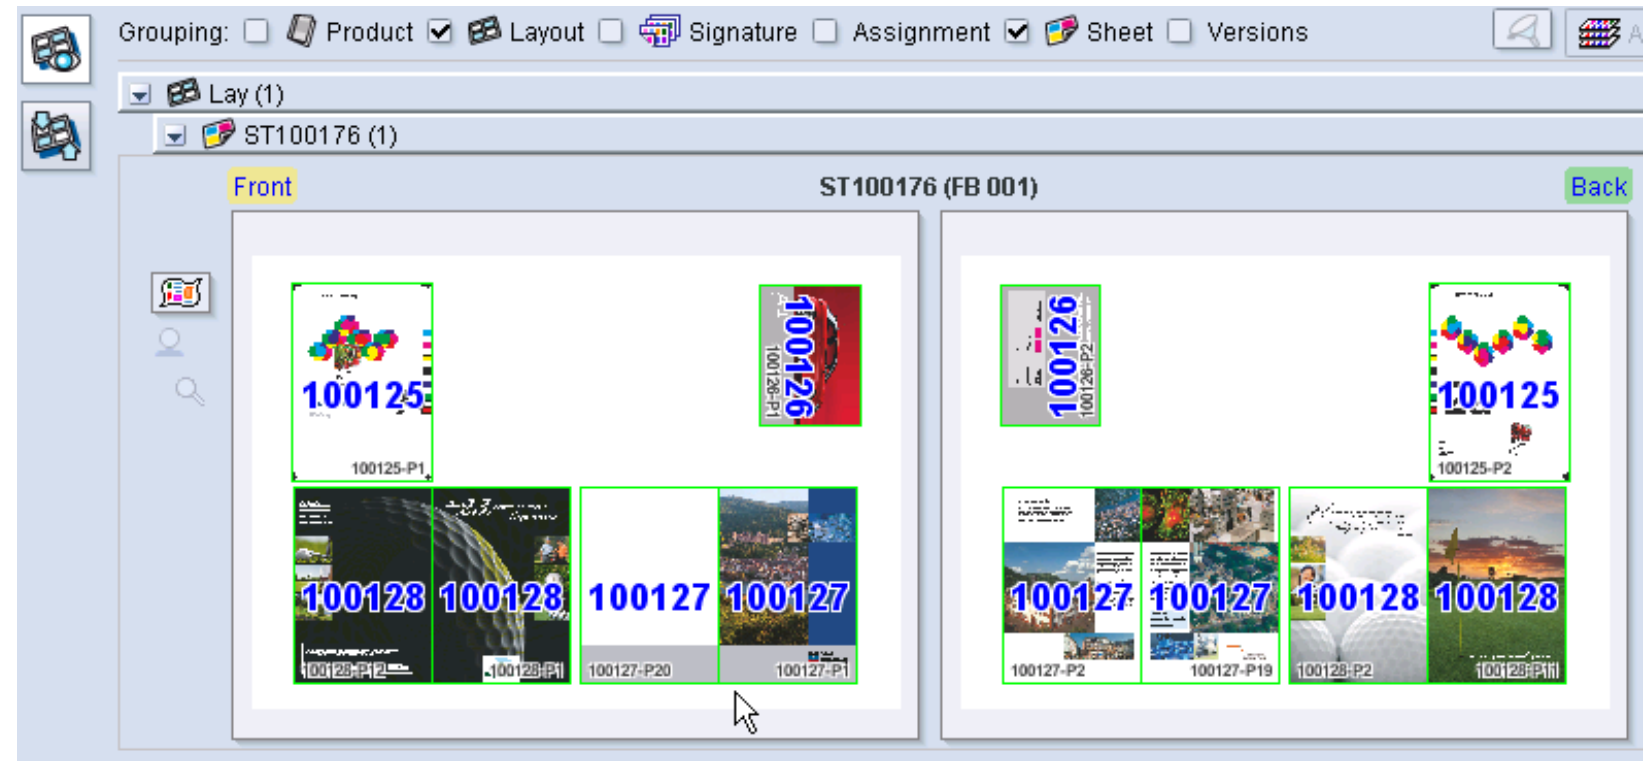 Grouping: Product Layout Signature Assignment Sheet Versions
Lay (1)
ST100176 (1)
Front ST100176 (FB 001) Back
100125
100125-P1
100126
100126-P1
100126
100126-P2
100125
100125-P2
100128 100128 100127 100127
100128-P12 100128-P1 100127-P20 100127-P1
100127 100127 100128 100128
100127-P2 100127-P19 100128-P2 100128-P11